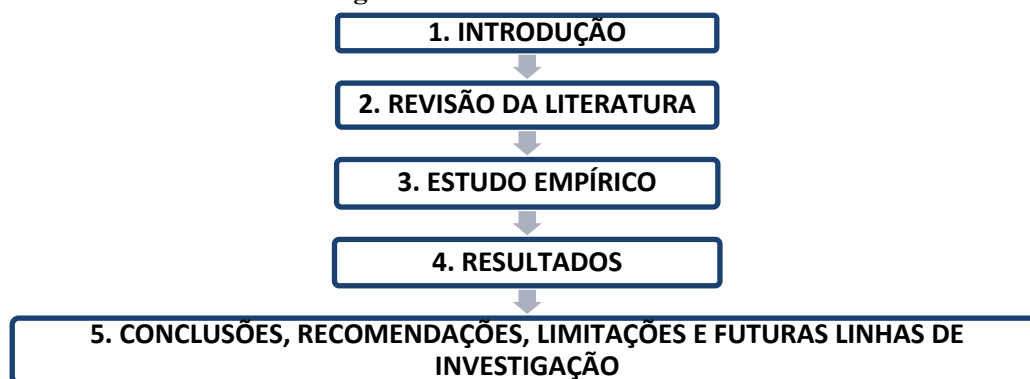 1. INTRODUÇÃO
2. REVISÃO DA LITERATURA
3. ESTUDO EMPÍRICO
4. RESULTADOS
5. CONCLUSÕES, RECOMENDAÇÕES, LIMITAÇÕES E FUTURAS LINHAS DE
INVESTIGAÇÃO